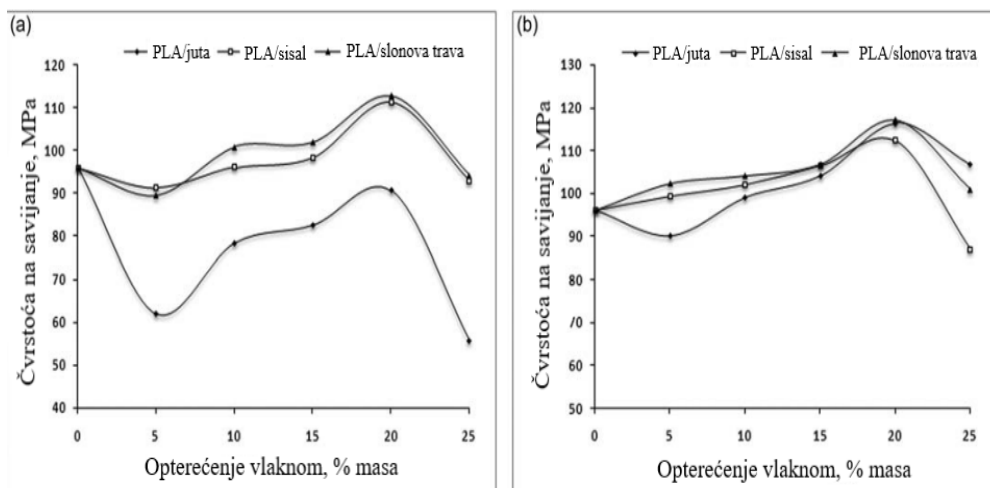 (a)
PLA/juta PLA/sisal PLA/slonova trava
Čvrstoća na savijanje, MPa
120
110
100
90
80
70
60
50
40
0 5 10 15 20 25
Opterećenje vlaknom, % masa
(b)
PLA/juta PLA/sisal PLA/slonova trava
Čvrstoća na savijanje, MPa
130
120
110
100
90
80
70
60
50
0 5 10 15 20 25
Opterećenje vlaknom, % masa